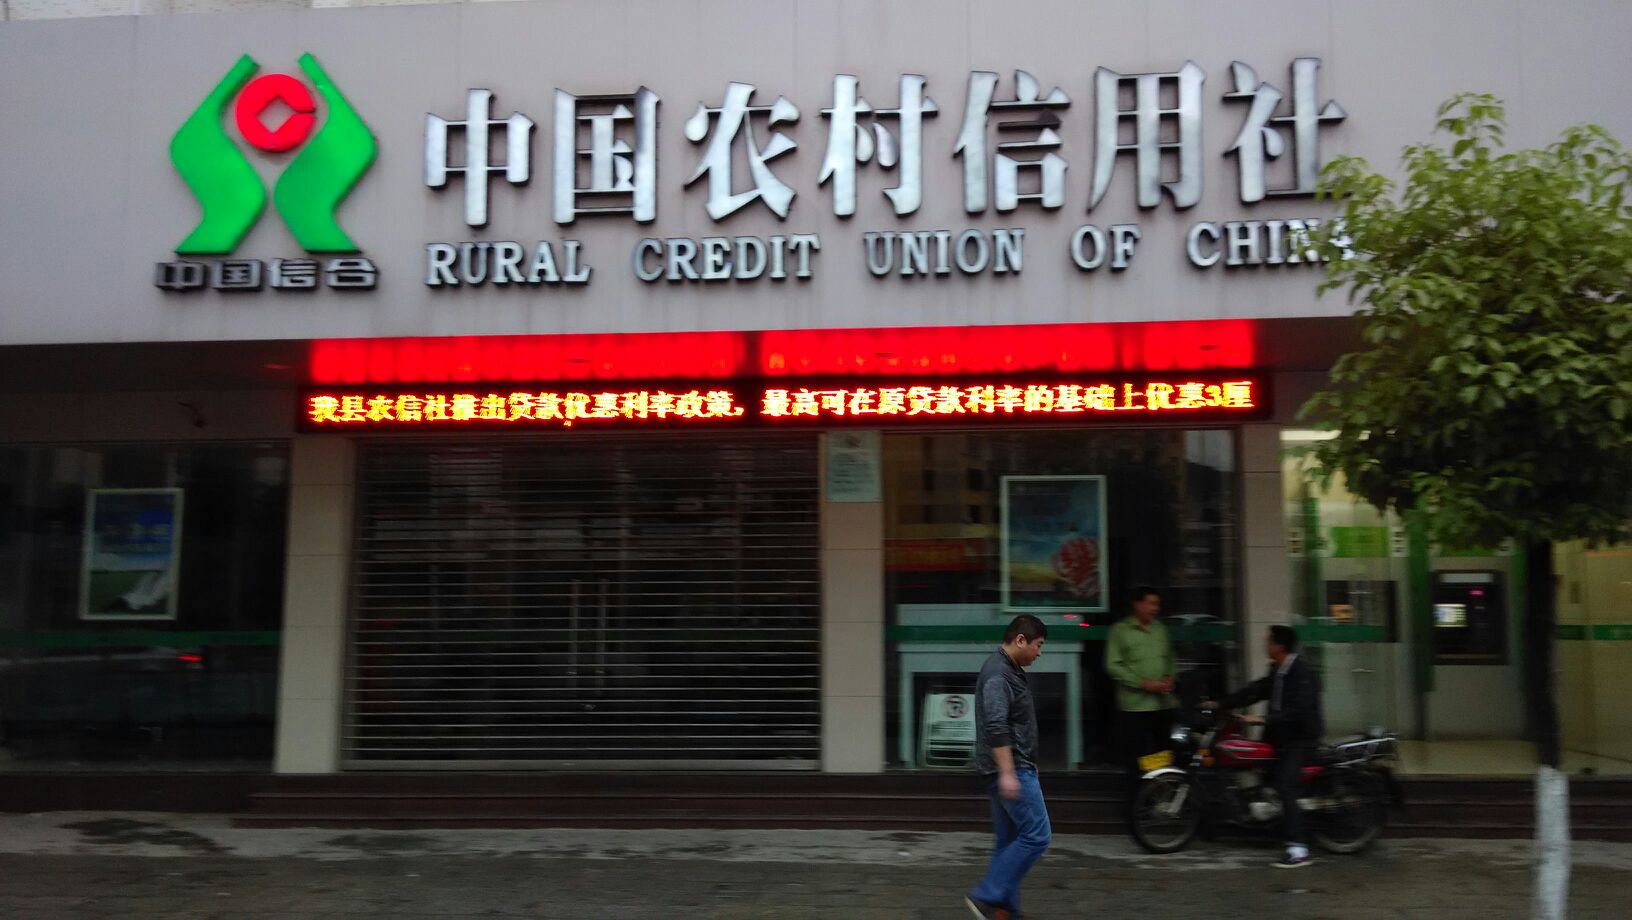 中国农村信用社
RURAL CREDIT UNION OF CHINA
中国信合
我县农信社推出贷款优惠利率政策，最高可在原贷款利率的基础上优惠3厘